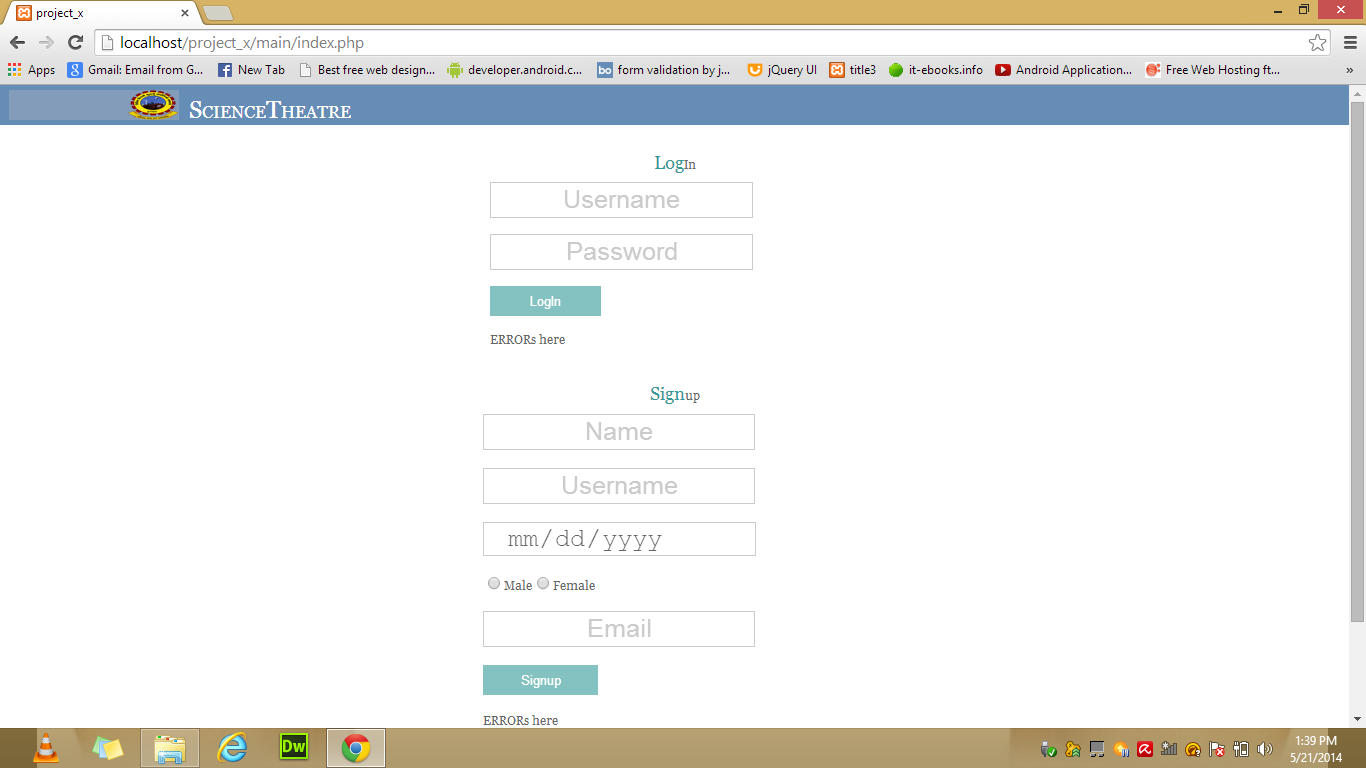 project_x
localhost/project_x/main/index.php
Apps Gmail: Email from G... New Tab Best free web design... developer.android.c... bo form validation by j... jQuery UI title3 it-ebooks.info Android Application... Free Web Hosting ft... »
ScienceTheatre
LogIn
Username
Password
LogIn
ERRORs here
Signup
Name
Username
mm/dd/yyyy
Male Female
Email
Signup
ERRORs here
Dw
1:39 PM
5/21/2014